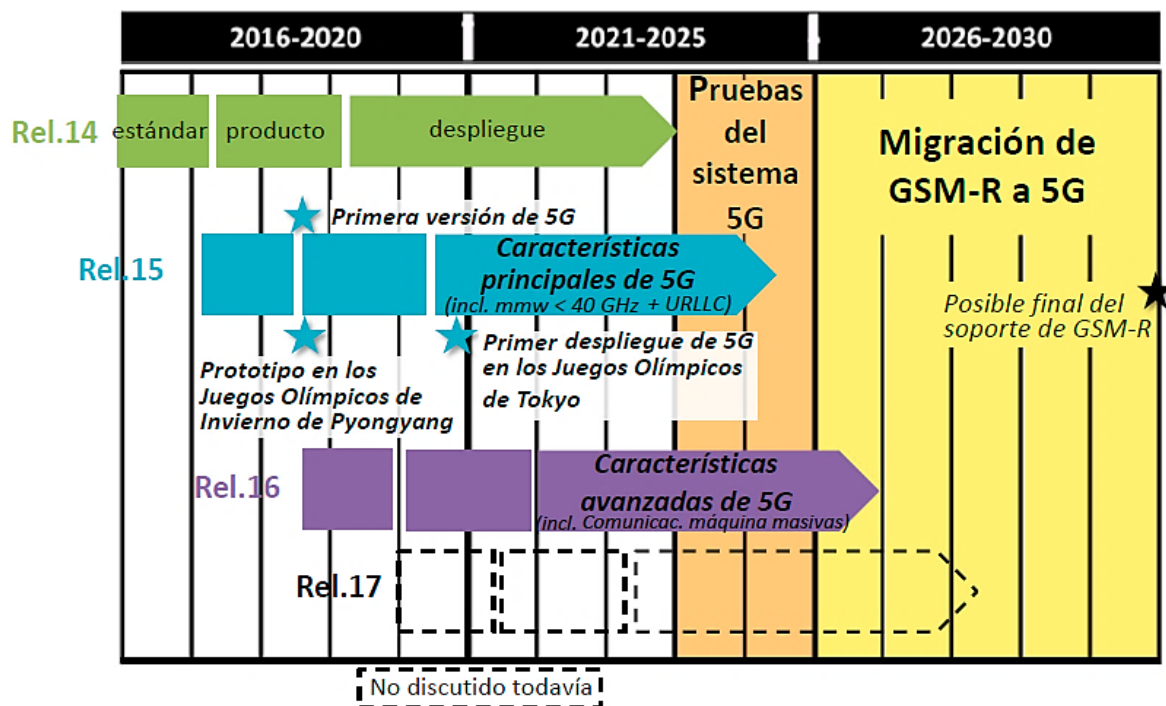 2016-2020
2021-2025
2026-2030
Rel.14
estándar
producto
despliegue
Pruebas
del
sistema
5G
Migración de
GSM-R a 5G
Primera versión de 5G
Rel.15
Características
principales de 5G
(incl. mmw < 40 GHz + URLLC)
Posible final del
soporte de GSM-R
Prototipo en los
Juegos Olímpicos de
Invierno de Pyongyang
Primer despliegue de 5G
en los Juegos Olímpicos
de Tokyo
Rel.16
Características
avanzadas de 5G
(incl. Comunicac. máquina masivas)
Rel.17
No discutido todavía